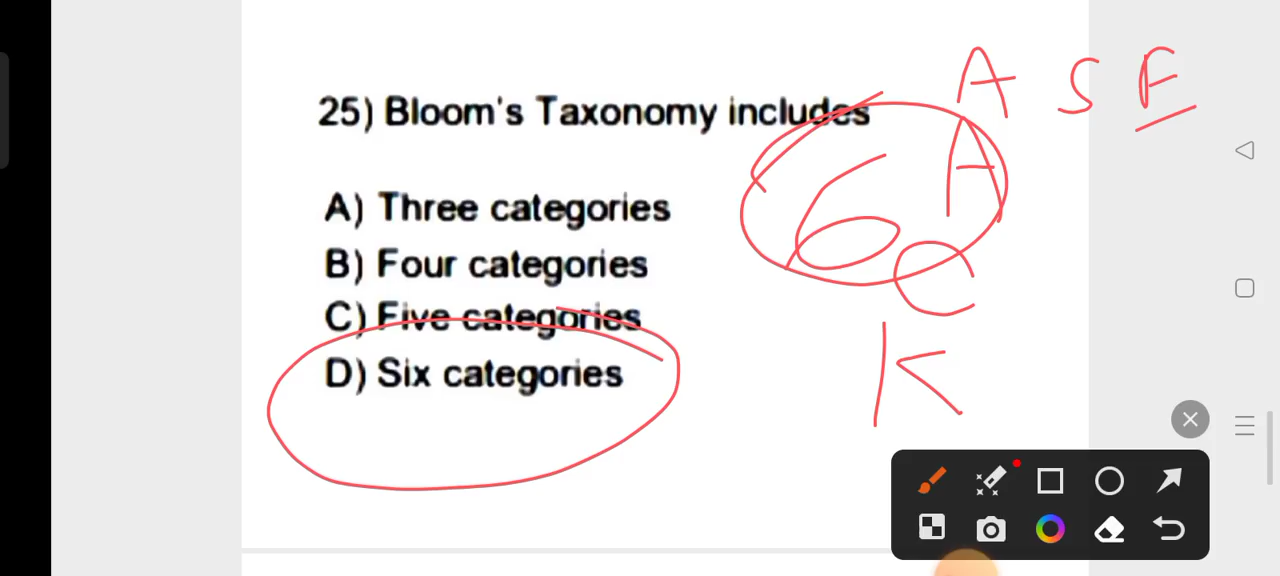 A S E
25) Bloom's Taxonomy includes
6 A
A) Three categories
B) Four categories
C
C) Five categories
D) Six categories
K